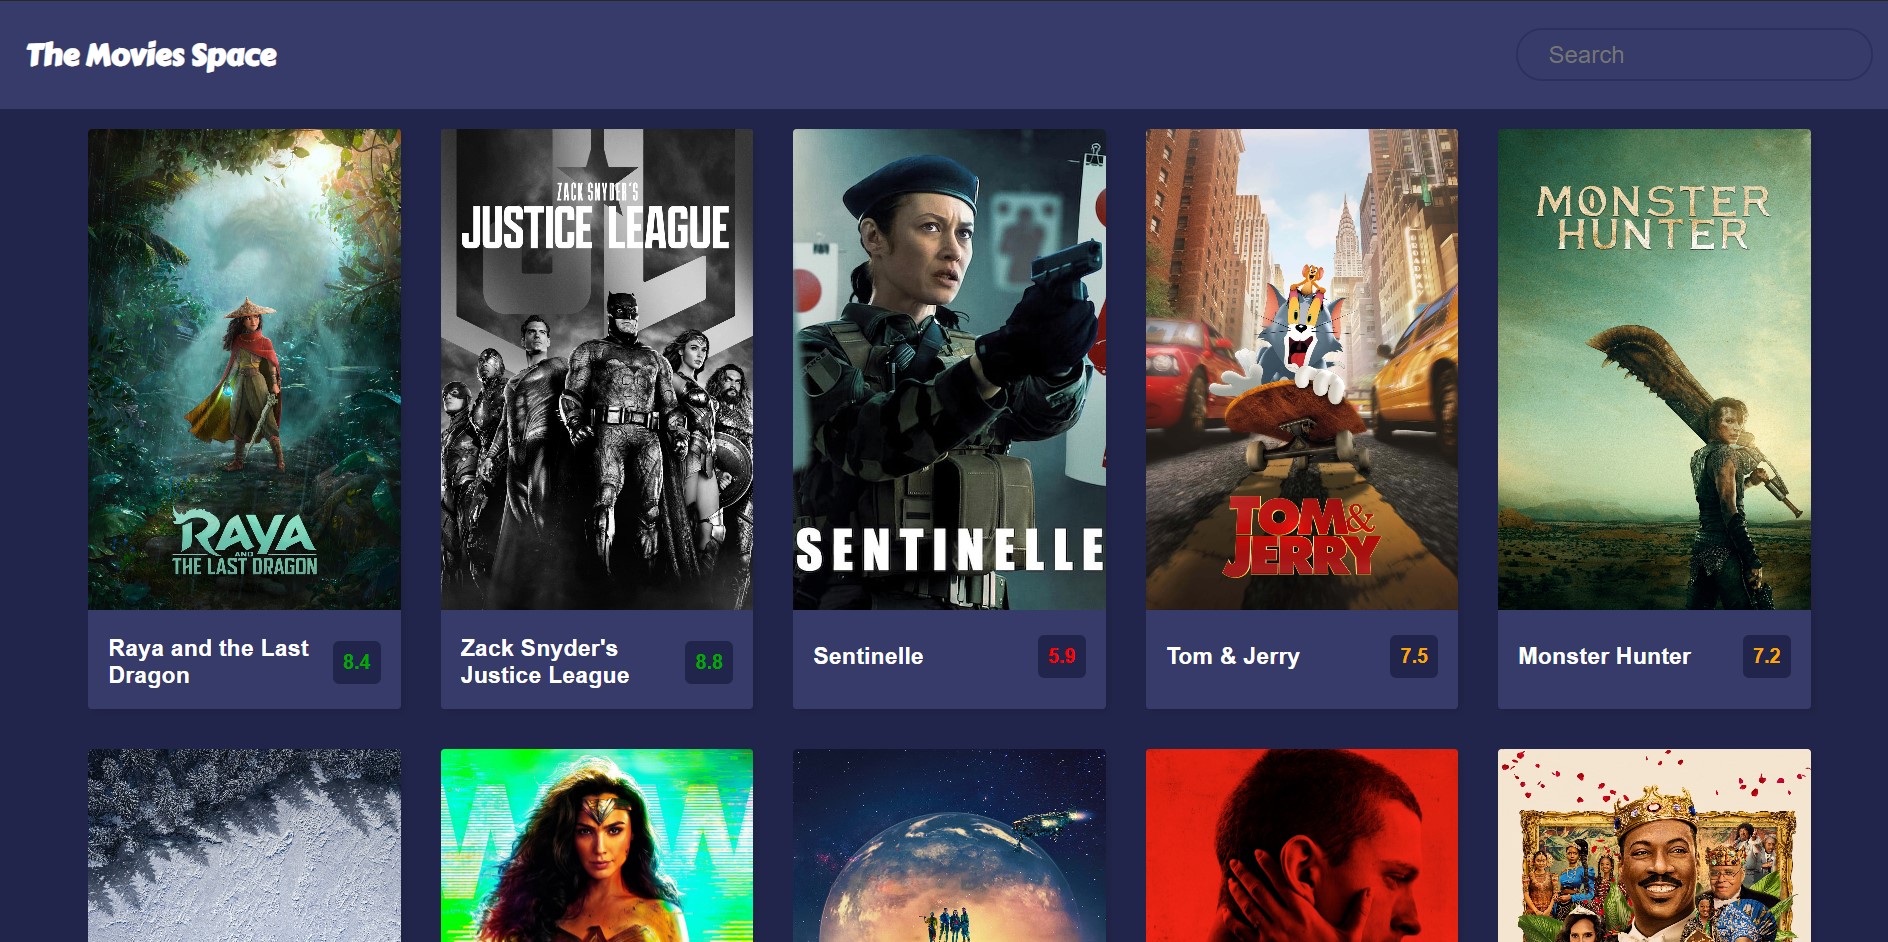 The Movies Space
Search
ZACK SNYDER'S
JUSTICE LEAGUE
MONSTER
HUNTER
RAYA
AND
THE LAST DRAGON
SENTINELLE
TOM &
JERRY
Raya and the Last
Dragon
8.4
Zack Snyder's
Justice League
8.8
Sentinelle
5.9
Tom & Jerry
7.5
Monster Hunter
7.2
WW